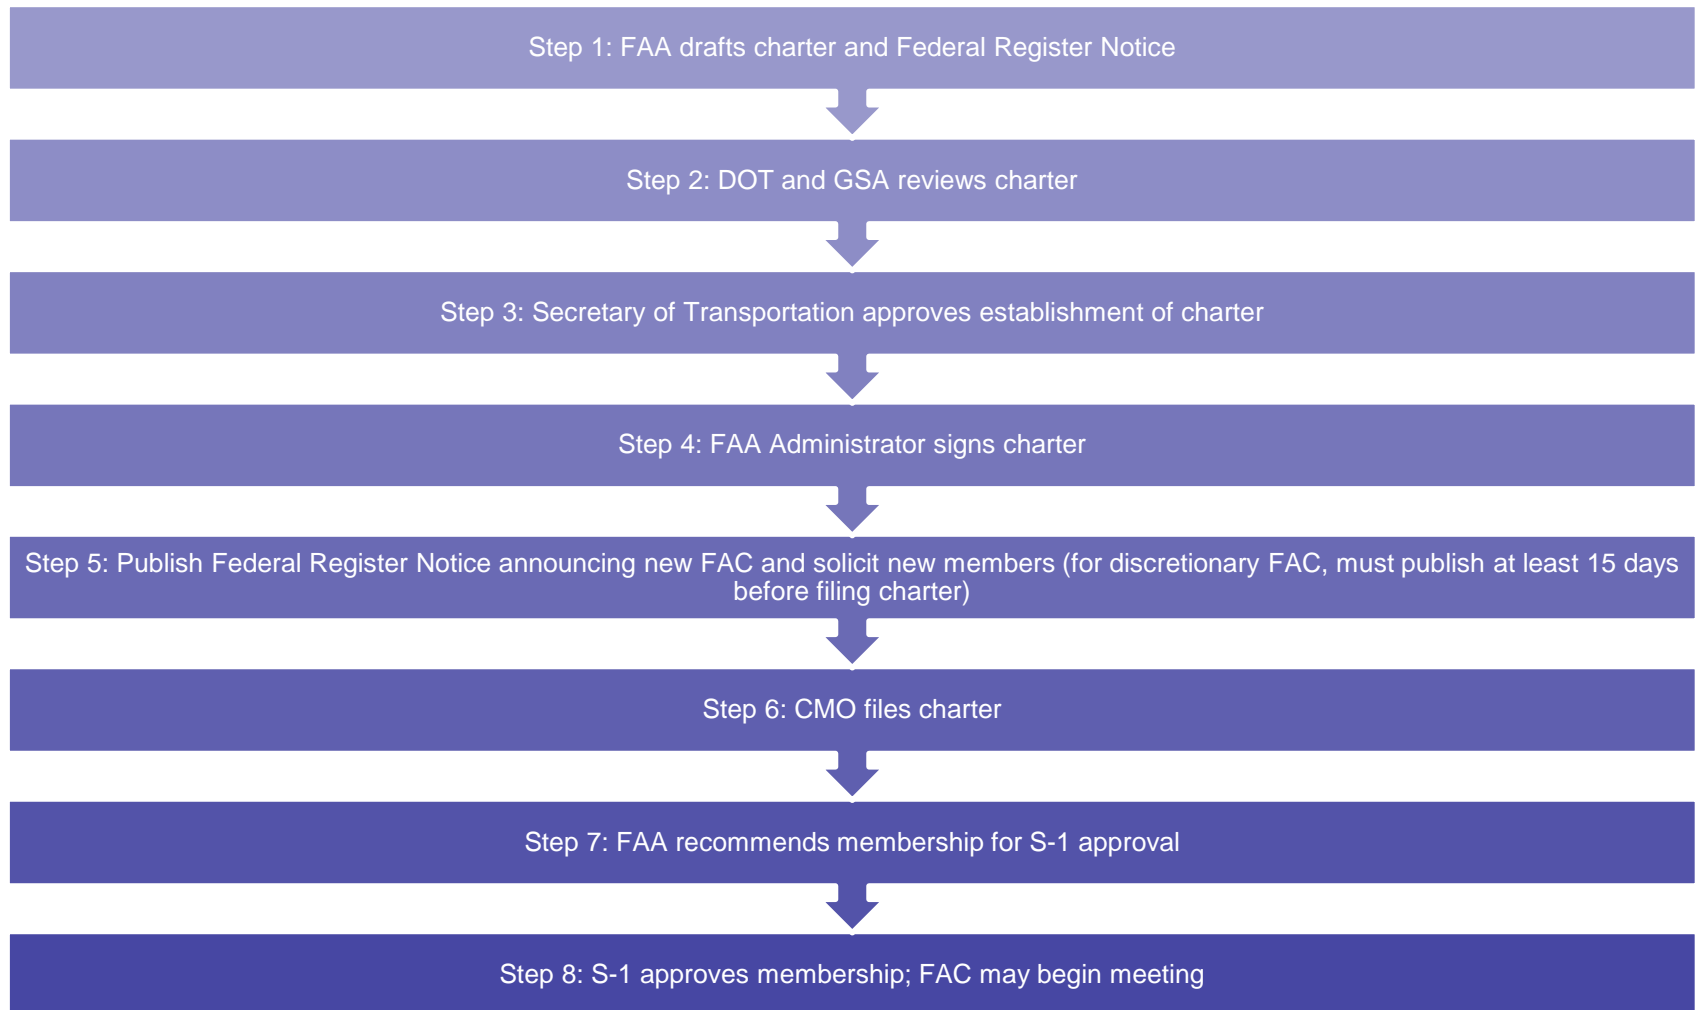 Step 1: FAA drafts charter and Federal Register Notice
Step 2: DOT and GSA reviews charter
Step 3: Secretary of Transportation approves establishment of charter
Step 4: FAA Administrator signs charter
Step 5: Publish Federal Register Notice announcing new FAC and solicit new members (for discretionary FAC, must publish at least 15 days
before filing charter)
Step 6: CMO files charter
Step 7: FAA recommends membership for S-1 approval
Step 8: S-1 approves membership; FAC may begin meeting